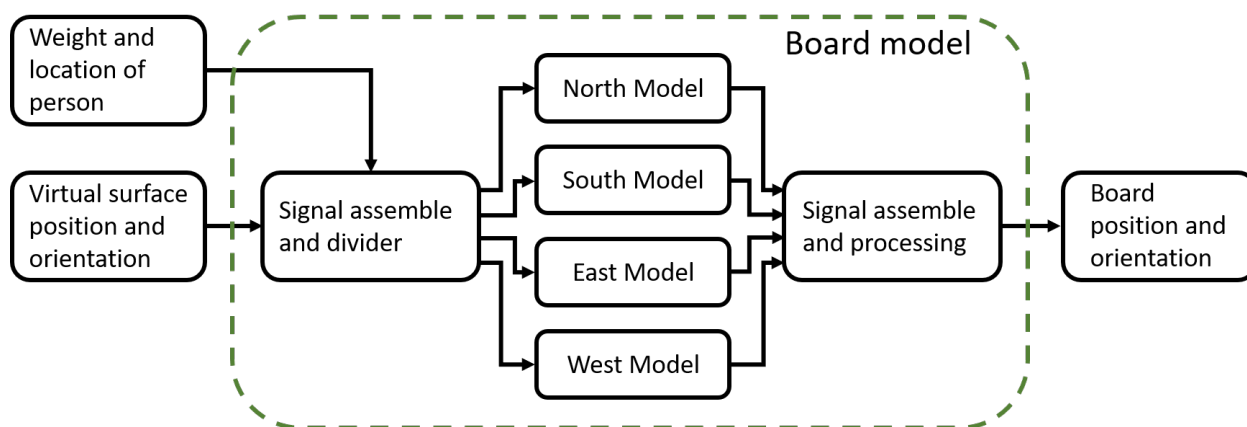 Weight and
location of
person
Virtual surface
position and
orientation
Board model
Signal assemble
and divider
North Model
South Model
East Model
West Model
Signal assemble
and processing
Board
position and
orientation